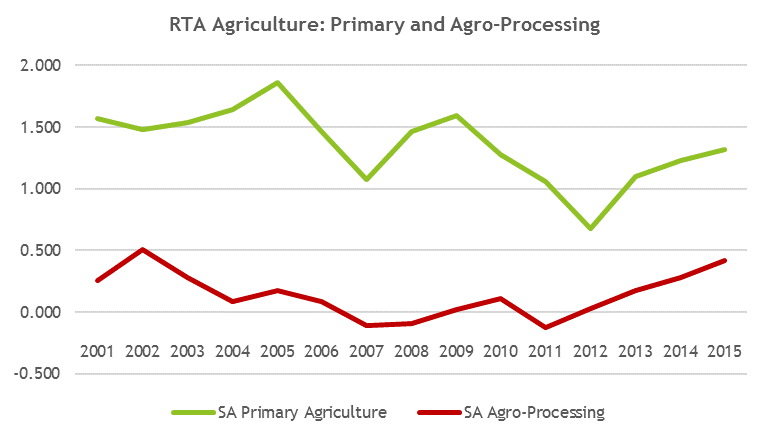 RTA Agriculture: Primary and Agro-Processing
2.000
1.500
1.000
0.500
0.000
2001 2002 2003 2004 2005 2006 2007 2008 2009 2010 2011 2012 2013 2014 2015
-0.500
SA Primary Agriculture SA Agro-Processing